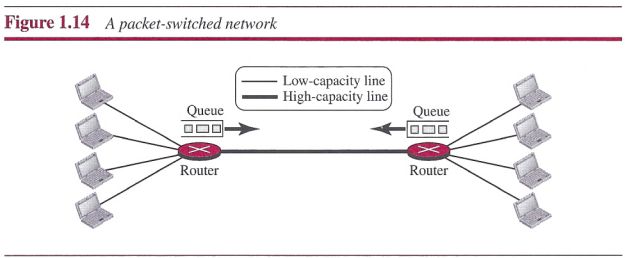 Figure 1.14 A packet-switched network
Low-capacity line
High-capacity line
Queue
Queue
Router
Router